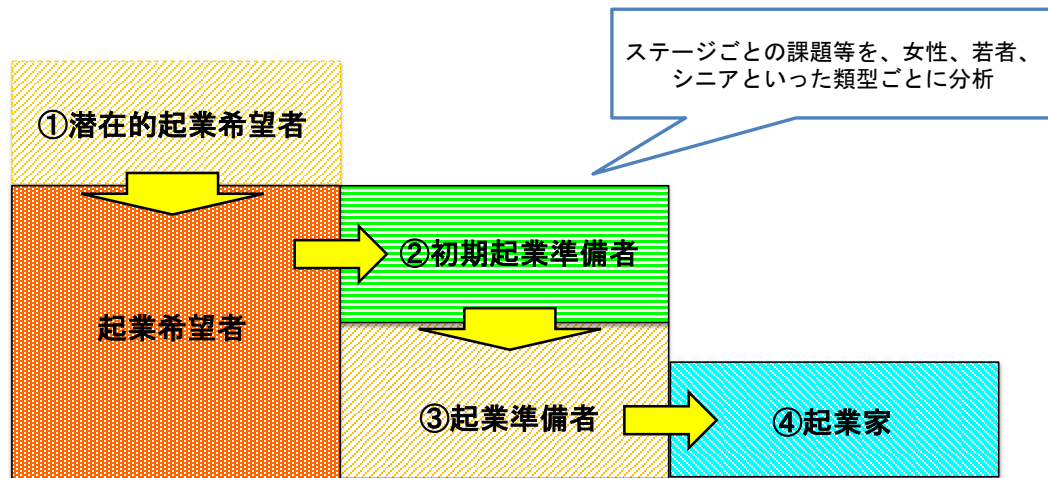 ステージごとの課題等を、女性、若者、
シニアといった類型ごとに分析
①潜在的起業希望者
②初期起業準備者
起業希望者
③起業準備者
④起業家